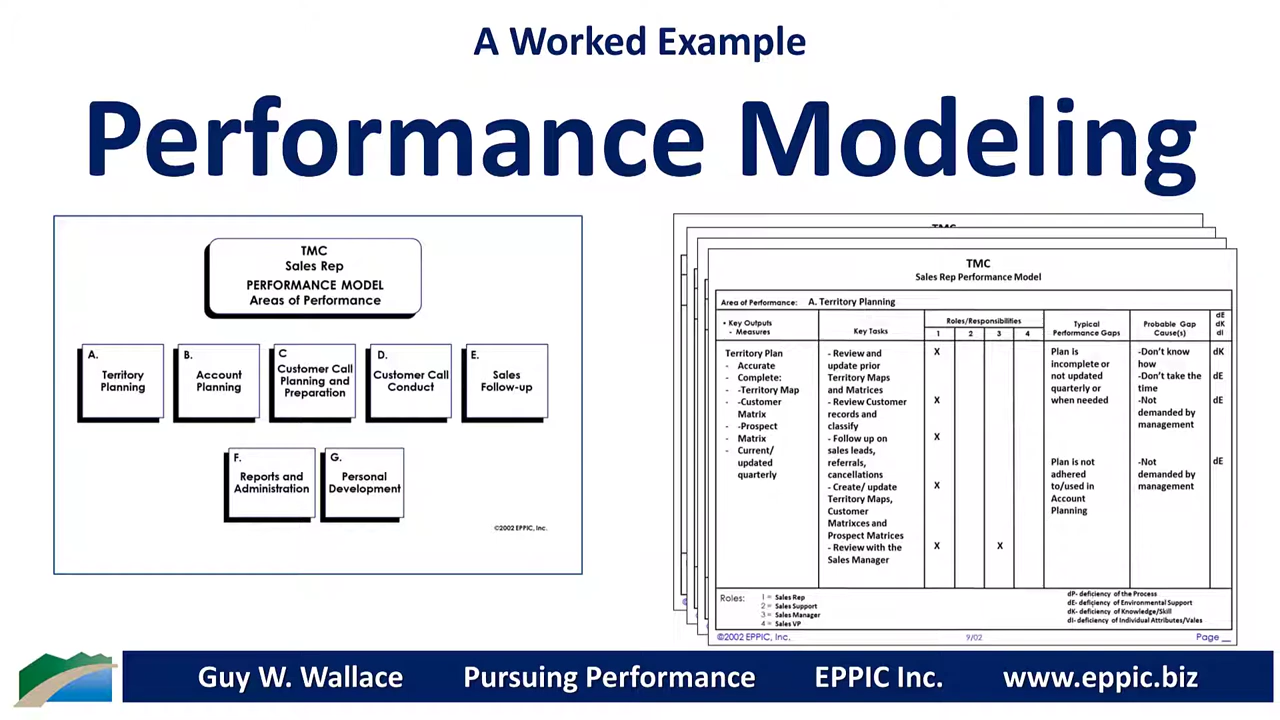 A Worked Example
Performance Modeling
TMC
Sales Rep
PERFORMANCE MODEL
Areas of Performance
A.
Territory
Planning
B.
Account
Planning
C
Customer Call
Planning and
Preparation
D.
Customer Call
Conduct
E.
Sales
Follow-up
F.
Reports and
Administration
G.
Personal
Development
©2002 EPPIC, Inc.
TMC
Sales Rep Performance Model
Area of Performance: A. Territory Planning
• Key Outputs
- Measures
Key Tasks
Roles/Responsibilities
1 2 3 4
Typical
Performance Gaps
Probable Gap
Cause(s)
dE
dK
dI
Territory Plan
- Accurate
- Complete:
- -Territory Map
- -Customer
Matrix
- -Prospect
- Matrix
- Current/
updated
quarterly
- Review and
update prior
Territory Maps
and Matrices
- Review Customer
records and
classify
- Follow up on
sales leads,
referrals,
cancellations
- Create/ update
Territory Maps,
Customer
Matrixces and
Prospect Matrices
- Review with the
Sales Manager
X
X
X
X
X X
Plan is
incomplete or
not updated
quarterly or
when needed
Plan is not
adhered
to/used in
Account
Planning
-Don't know
how
-Don't take the
time
-Not
demanded by
management
-Not
demanded by
management
dK
dE
dE
dE
Roles:
1 = Sales Rep
2 = Sales Support
3 = Sales Manager
4 = Sales VP
dP- deficiency of the Process
dE- deficiency of Environmental Support
dK- deficiency of Knowledge/Skill
dI- deficiency of Individual Attributes/Vales
©2002 EPPIC, Inc. 9/02 Page __
Guy W. Wallace Pursuing Performance EPPIC Inc. www.eppic.biz